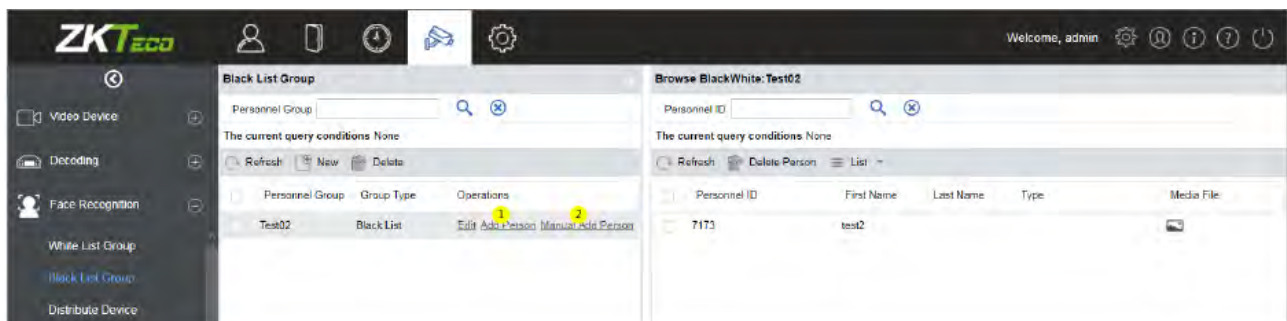 ZKTeco
Welcome, admin
Video Device
Decoding
Face Recognition
White List Group
Black List Group
Distribute Device
Black List Group
Personnel Group
The current query conditions None
Refresh New Delete
Personnel Group Group Type Operations
1 2
Test02 Black List Edit Add Person Manual Add Person
Browse BlackWhite:Test02
Personnel ID
The current query conditions None
Refresh Delete Person List
Personnel ID First Name Last Name Type Media File
7173 test2